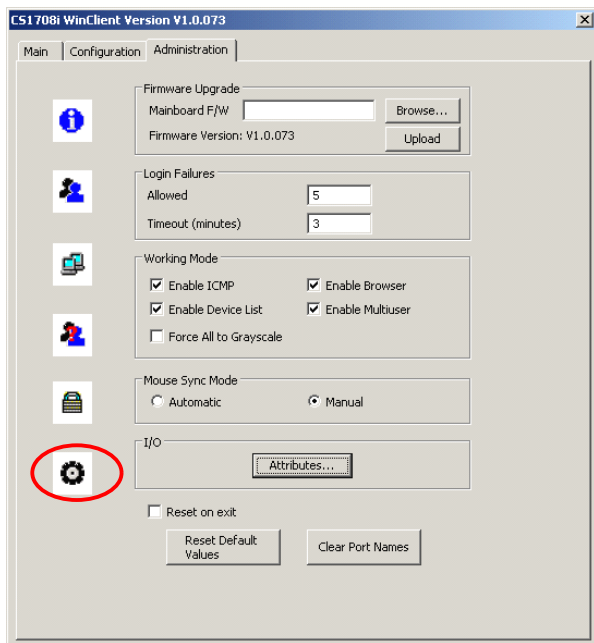 CS1708i WinClient Version V1.0.073
Main Configuration Administration
Firmware Upgrade
Mainboard F/W Browse...
Firmware Version: V1.0.073 Upload
Login Failures
Allowed 5
Timeout (minutes) 3
Working Mode
Enable ICMP Enable Browser
Enable Device List Enable Multiuser
Force All to Grayscale
Mouse Sync Mode
Automatic Manual
I/O
Attributes...
Reset on exit
Reset Default
Values
Clear Port Names